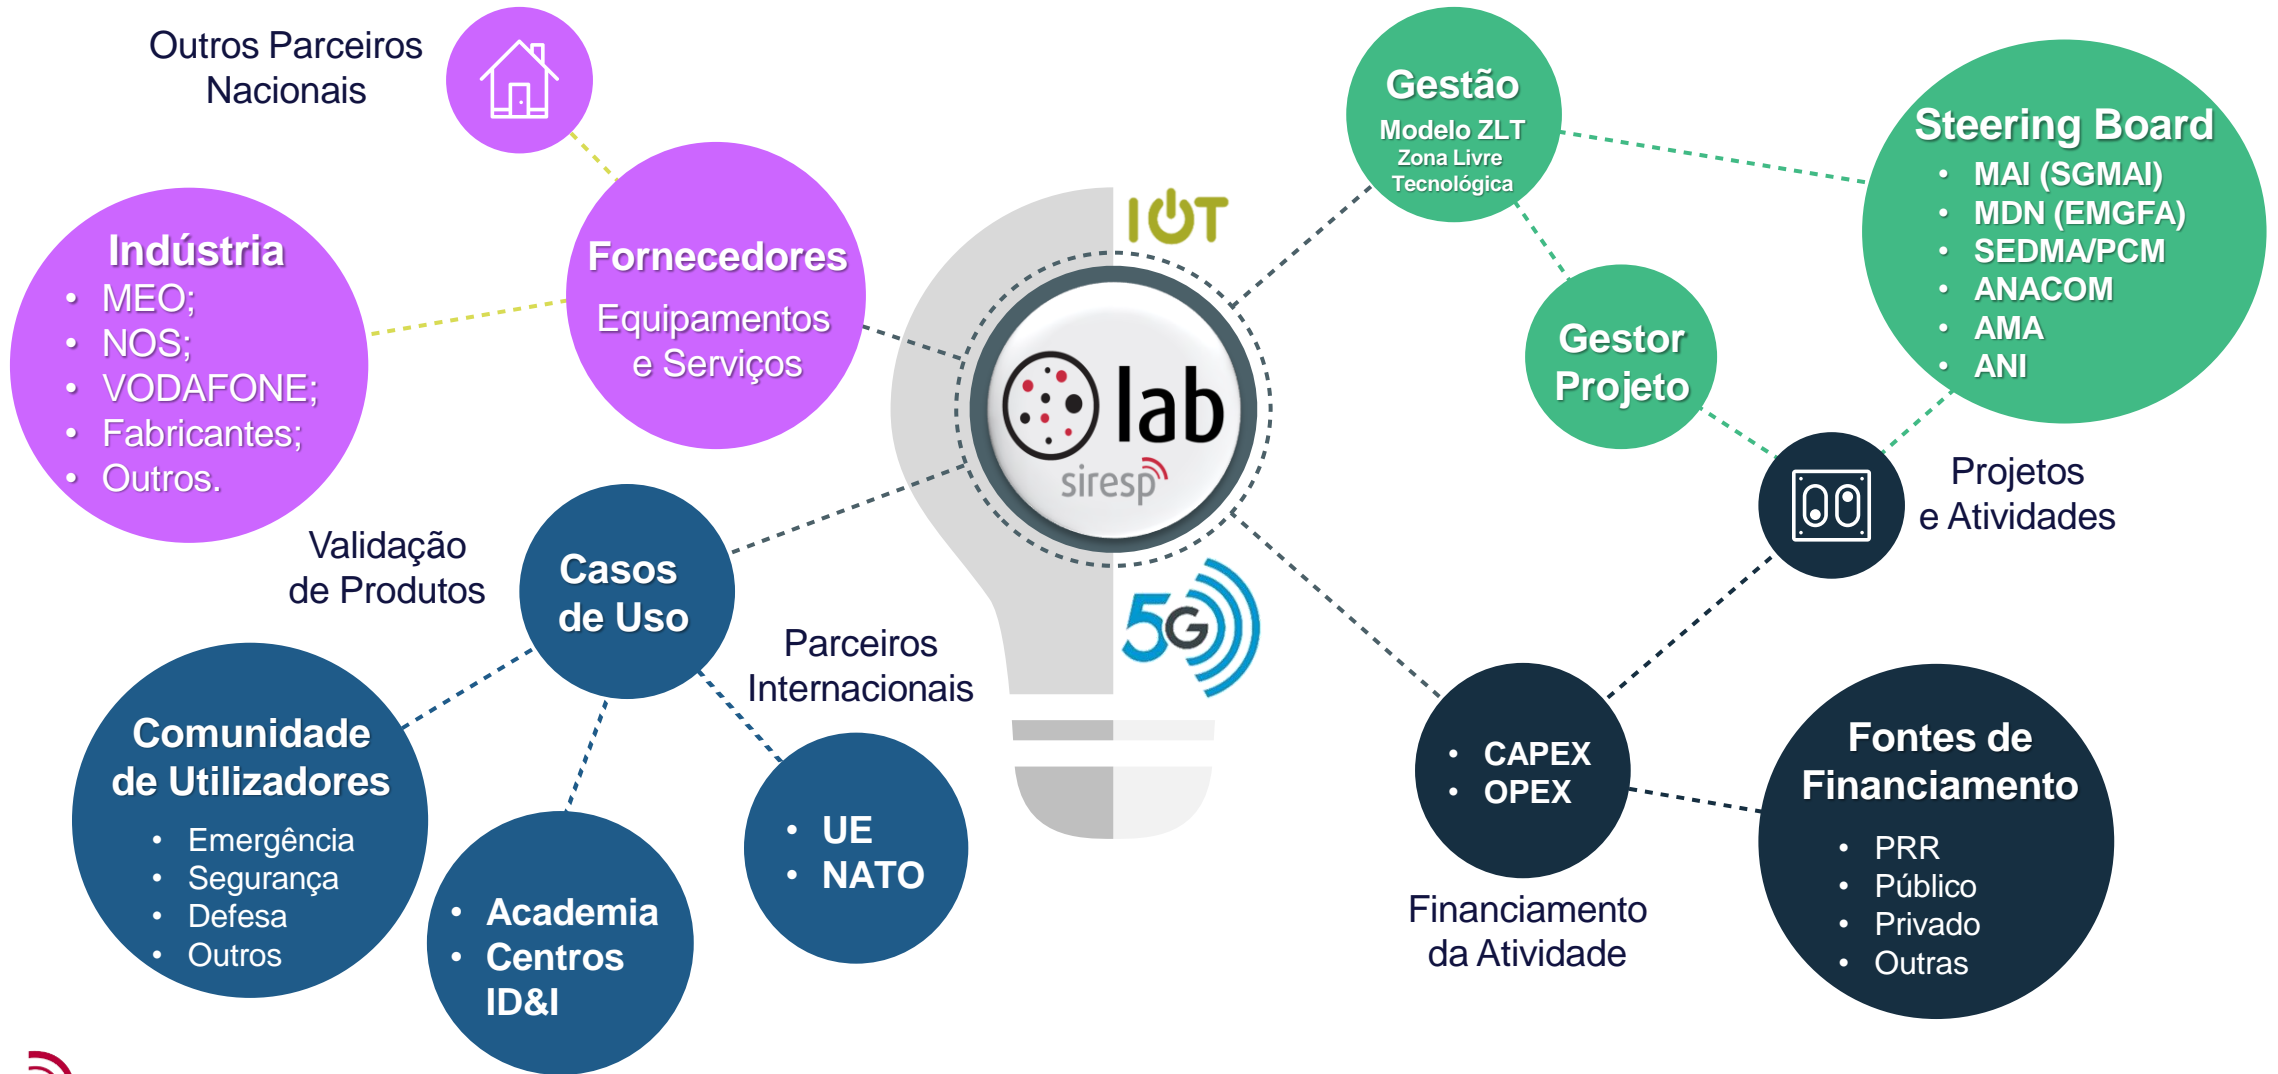 Outros Parceiros
Nacionais
Indústria
• MEO;
• NOS;
• VODAFONE;
• Fabricantes;
• Outros.
Fornecedores
Equipamentos
e Serviços
IOT
lab
siresp
5G
Gestão
Modelo ZLT
Zona Livre
Tecnológica
Steering Board
• MAI (SGMAI)
• MDN (EMGFA)
• SEDMA/PCM
• ANACOM
• AMA
• ANI
Gestor
Projeto
Projetos
e Atividades
Validação
de Produtos
Casos
de Uso
Parceiros
Internacionais
Comunidade
de Utilizadores
• Emergência
• Segurança
• Defesa
• Outros
• Academia
• Centros
ID&I
• UE
• NATO
• CAPEX
• OPEX
Financiamento
da Atividade
Fontes de
Financiamento
• PRR
• Público
• Privado
• Outras